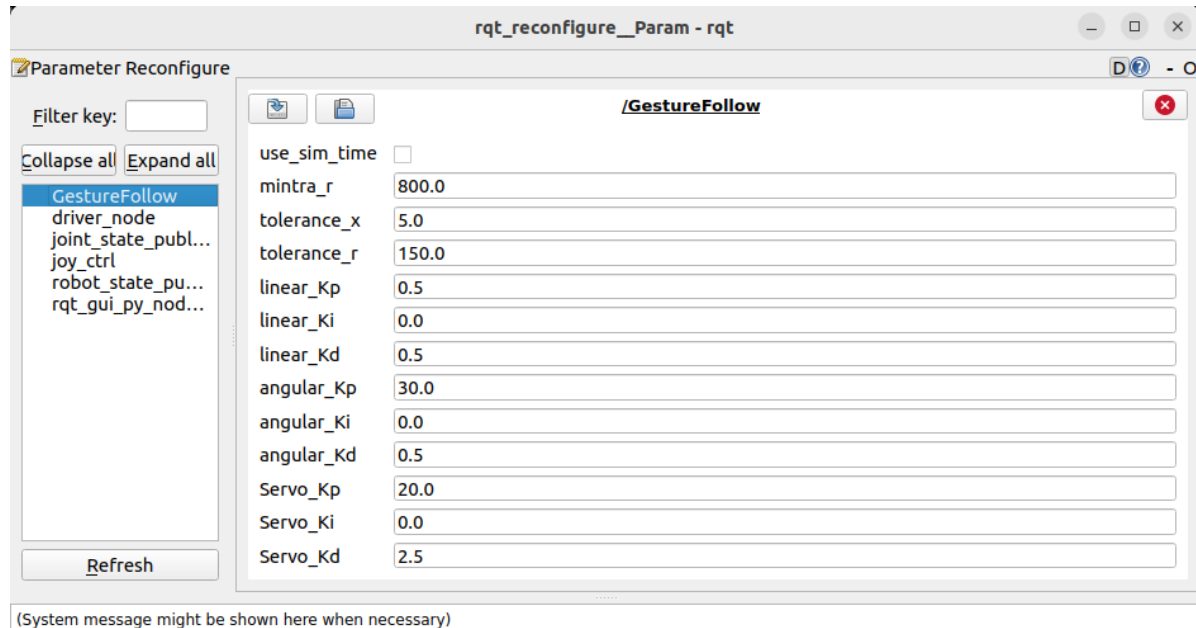 rqt_reconfigure__Param - rqt
Parameter Reconfigure
D - O
Filter key:
Collapse all Expand all
GestureFollow
driver_node
joint_state_publ...
joy_ctrl
robot_state_pu...
rqt_gui_py_nod...
Refresh
/GestureFollow
use_sim_time
mintra_r 800.0
tolerance_x 5.0
tolerance_r 150.0
linear_Kp 0.5
linear_Ki 0.0
linear_Kd 0.5
angular_Kp 30.0
angular_Ki 0.0
angular_Kd 0.5
Servo_Kp 20.0
Servo_Ki 0.0
Servo_Kd 2.5
(System message might be shown here when necessary)